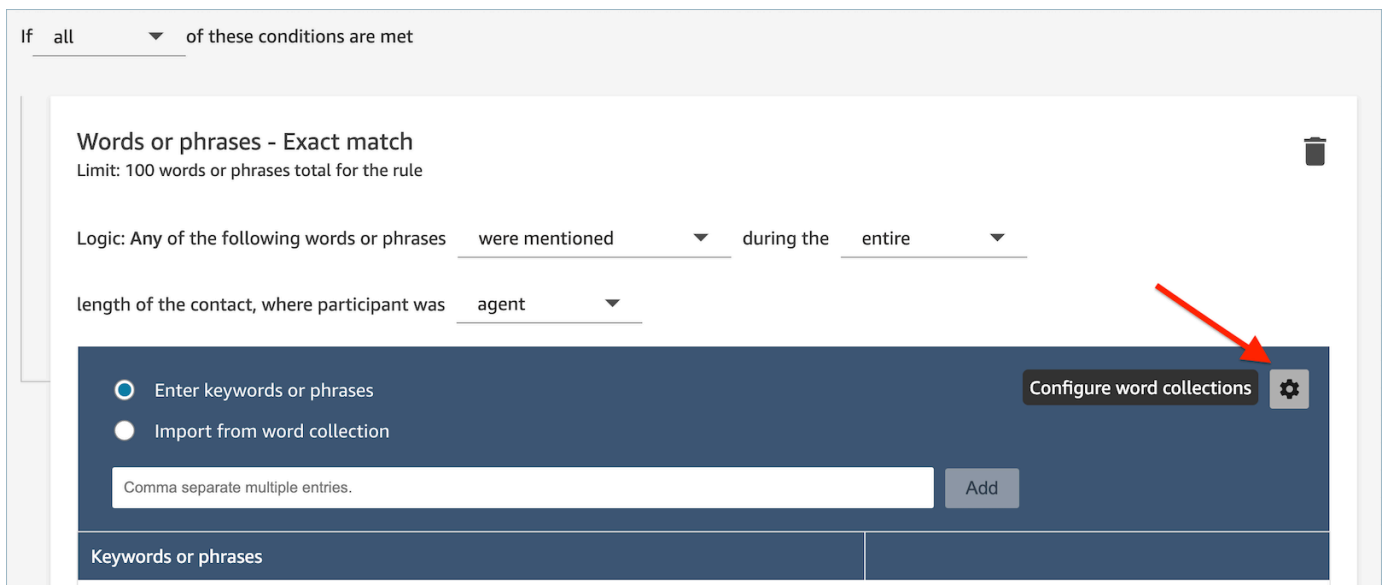 If all of these conditions are met
Words or phrases - Exact match
Limit: 100 words or phrases total for the rule
Logic: Any of the following words or phrases were mentioned during the entire
length of the contact, where participant was agent
Enter keywords or phrases
Configure word collections
Import from word collection
Comma separate multiple entries. Add
Keywords or phrases